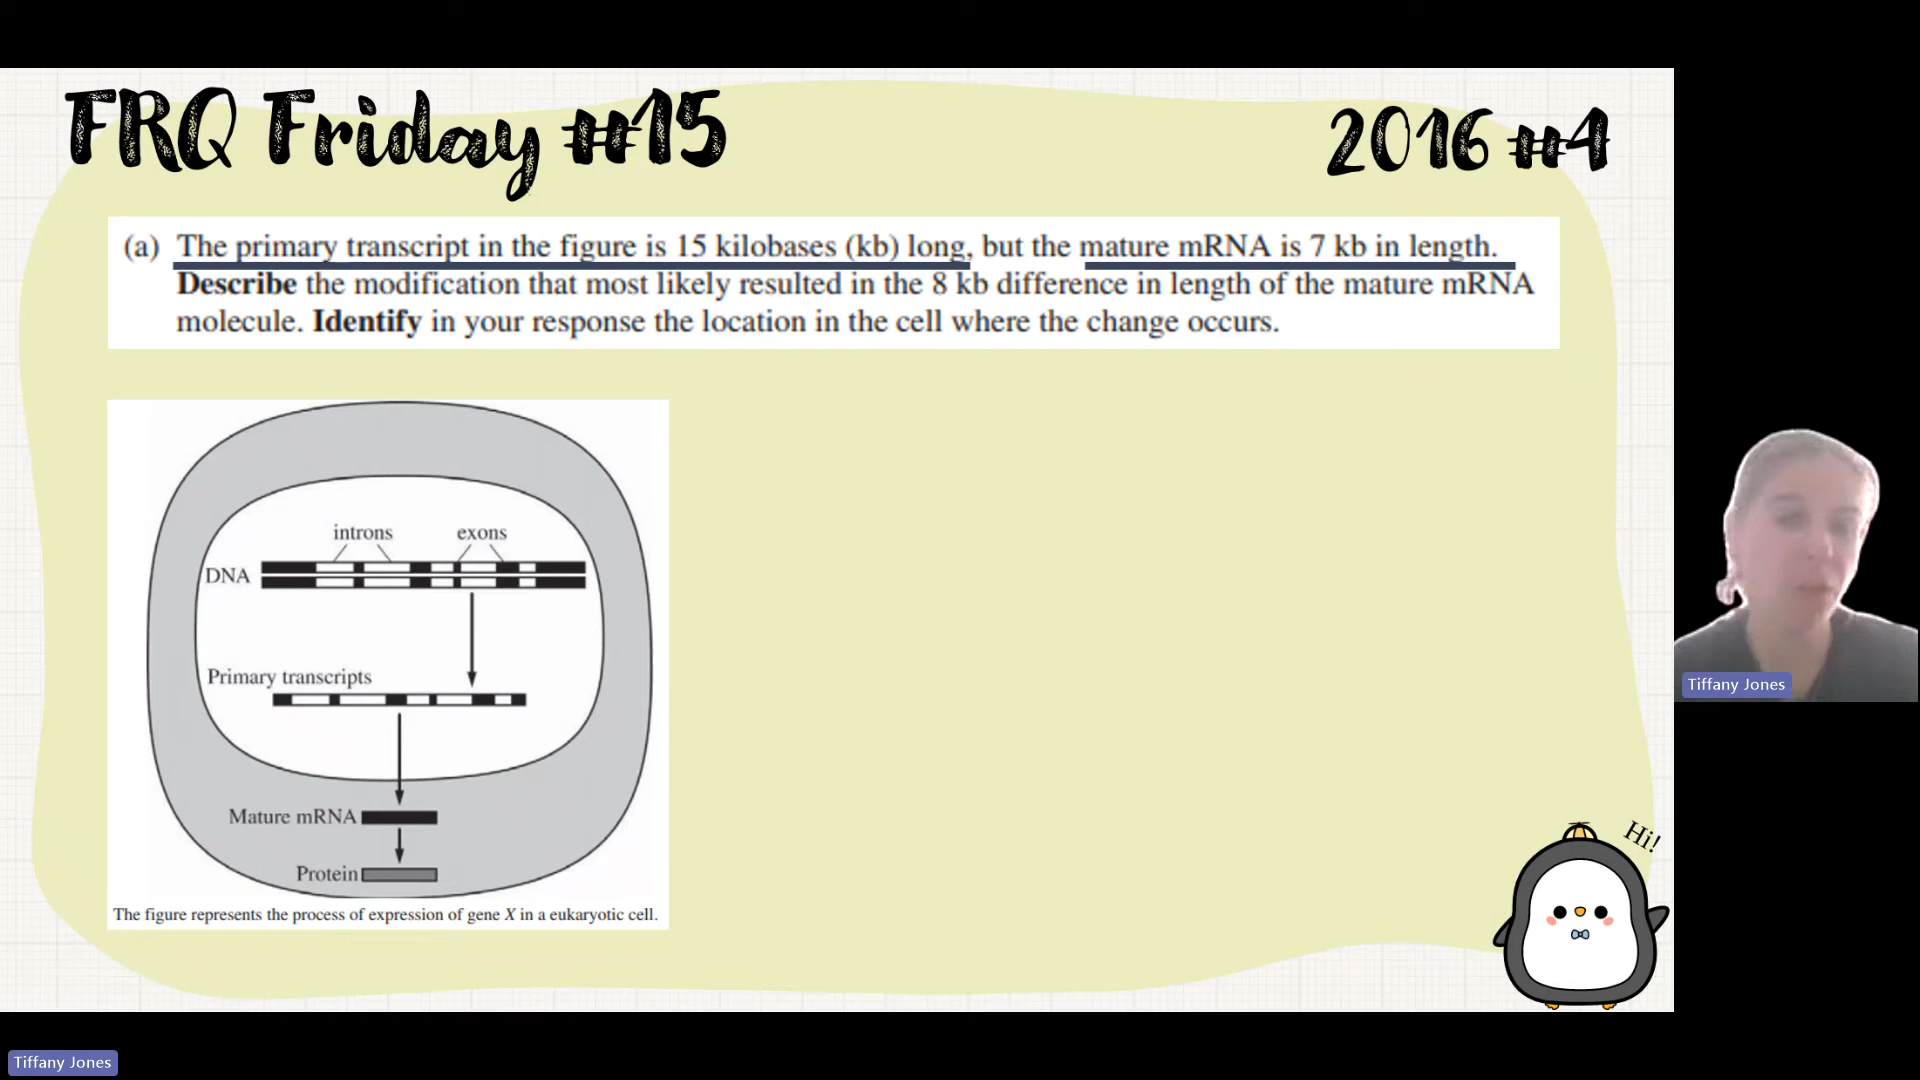 FRQ Friday #15
2016 #4
(a) The primary transcript in the figure is 15 kilobases (kb) long, but the mature mRNA is 7 kb in length.
Describe the modification that most likely resulted in the 8 kb difference in length of the mature mRNA
molecule. Identify in your response the location in the cell where the change occurs.
introns
exons
DNA
Primary transcripts
Mature mRNA
Protein
The figure represents the process of expression of gene X in a eukaryotic cell.
Hi!
Tiffany Jones
Tiffany Jones